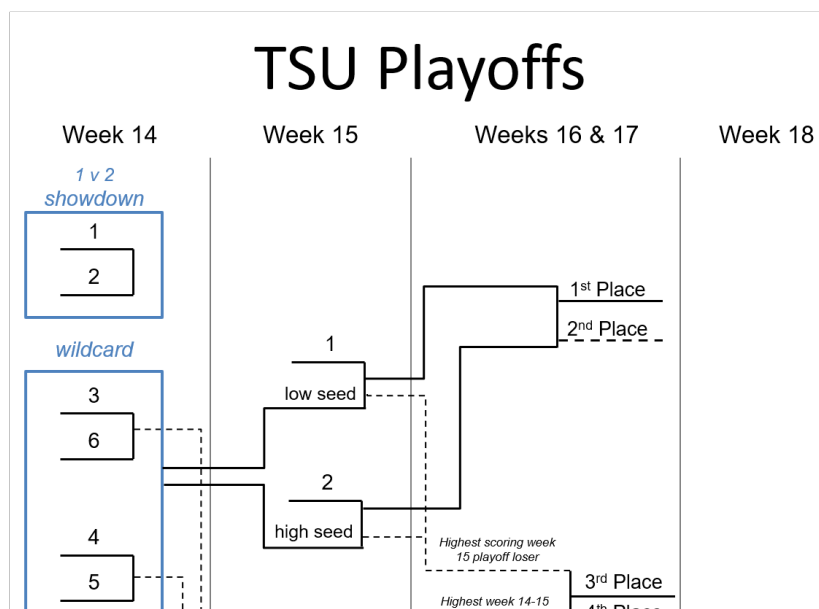 TSU Playoffs
Week 14
Week 15
Weeks 16 & 17
Week 18
1 v 2
showdown
1
2
wildcard
3
6
4
5
1
low seed
2
high seed
1st Place
2nd Place
Highest scoring week
15 playoff loser
3rd Place
Highest week 14-15
4th Place